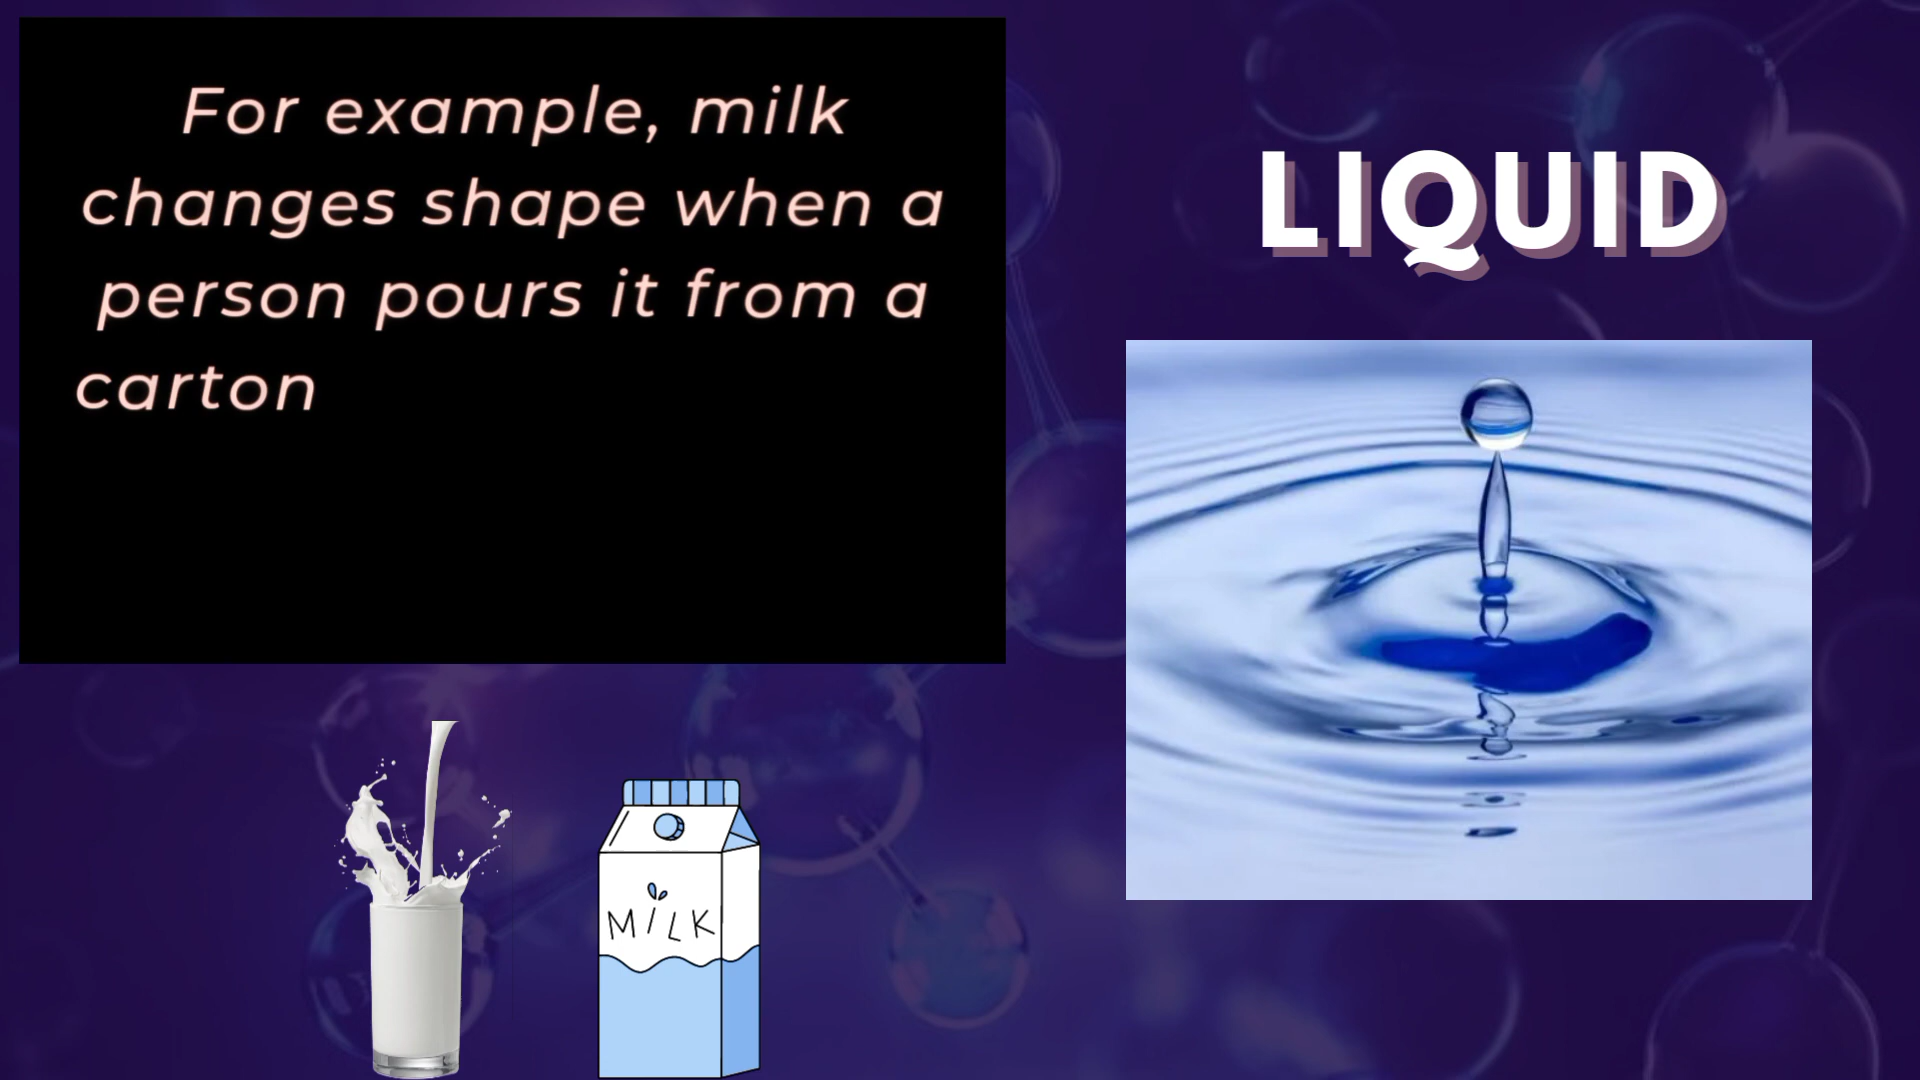 For example, milk
changes shape when a
person pours it from a
carton
LIQUID
MiLK